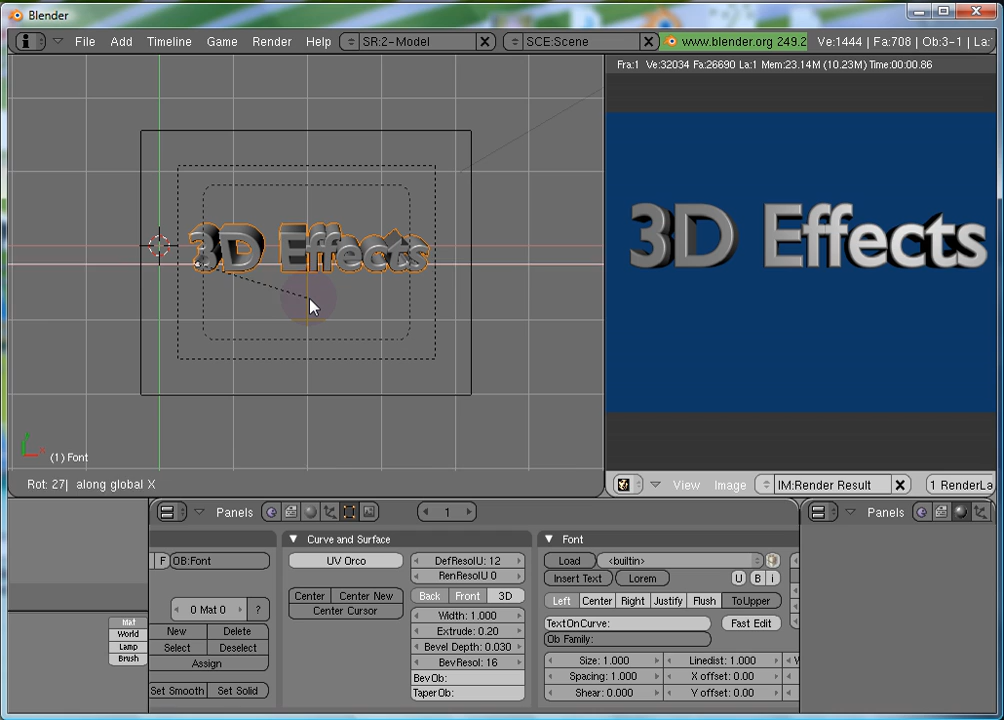 Blender
File Add Timeline Game Render Help SR:2-Model SCE:Scene www.blender.org 249.2 Ve:1444 | Fa:708 | Ob:3-1 | La:
Fra:1 Ve:32034 Fa:26690 La:1 Mem:23.14M (10.23M) Time:00:00.86
3D Effects
3D Effects
(1) Font
Rot: 27| along global X
View Image IM:Render Result 1 RenderLa
Panels 1 Panels
Curve and Surface Font
F OB:Font UV Orco DefResolU: 12 Load <builtin>
RenResolU 0 Insert Text Lorem U B i
Center Center New Back Front 3D Left Center Right Justify Flush ToUpper
0 Mat 0 ? Center Cursor Width: 1.000
Mat New Delete Extrude: 0.20 TextOnCurve: Fast Edit
World Bevel Depth: 0.030 Ob Family:
Lamp Select Deselect BevResol: 16 Size: 1.000 Linedist: 1.000 W
Brush Assign BevOb: Spacing: 1.000 X offset: 0.00
Set Smooth Set Solid TaperOb: Shear: 0.000 Y offset: 0.00